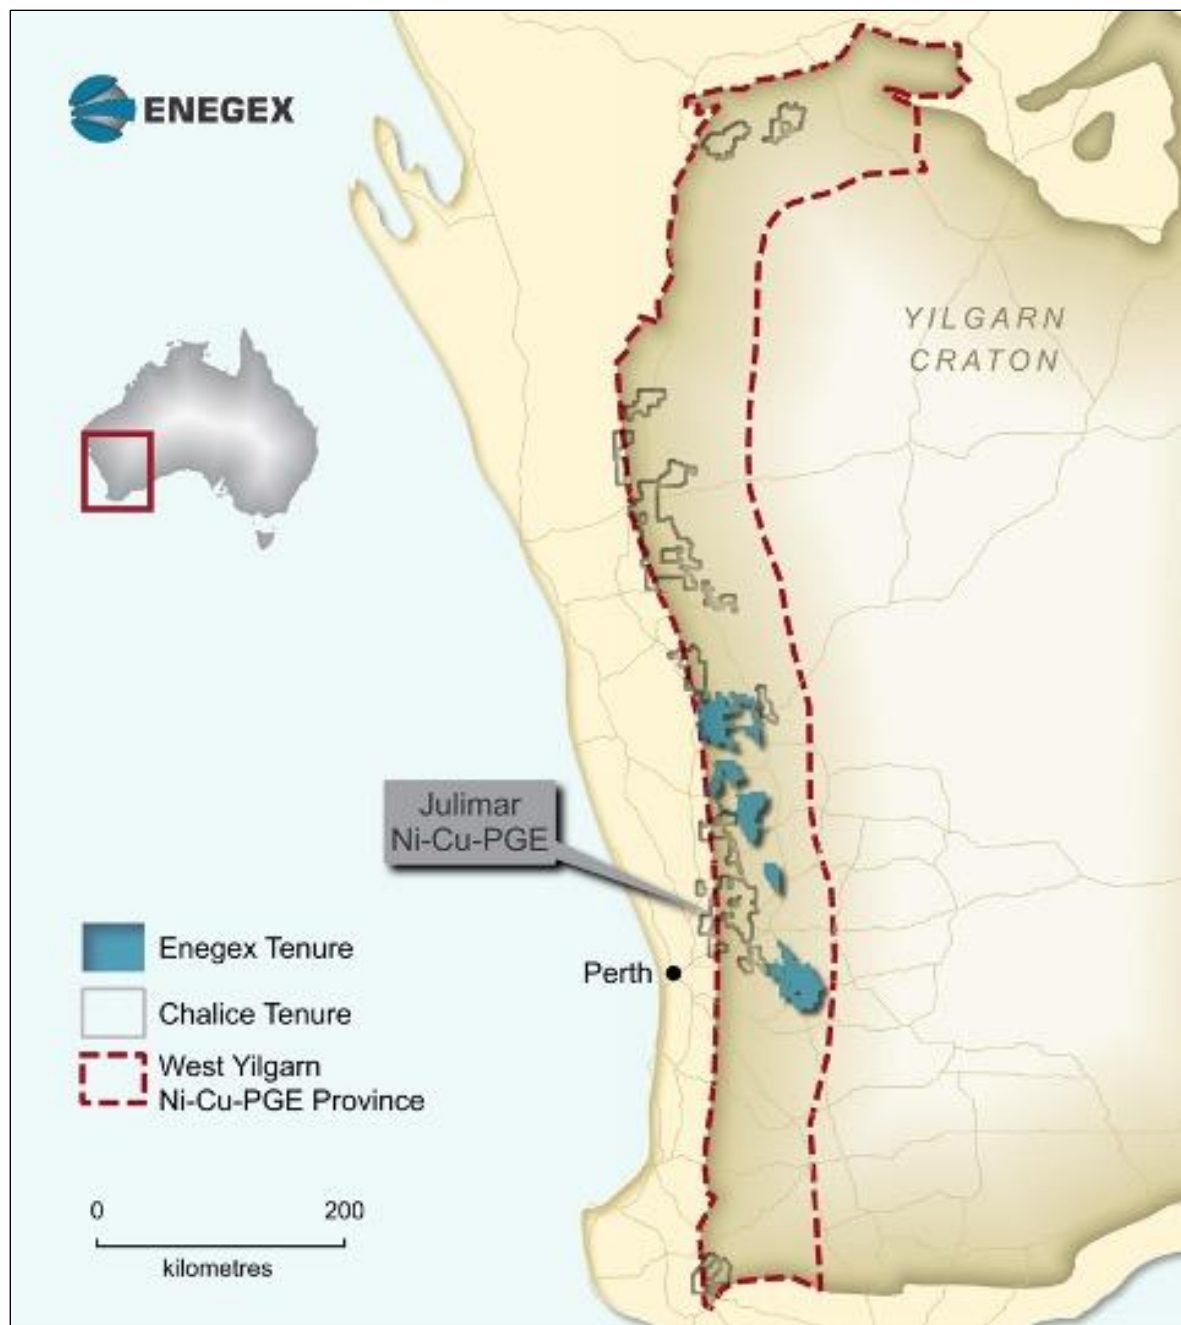 ENEGEX
YILGARN
CRATON
Julimar
Ni-Cu-PGE
Enegex Tenure
Perth
Chalice Tenure
West Yilgarn
Ni-Cu-PGE Province
0 200
kilometres